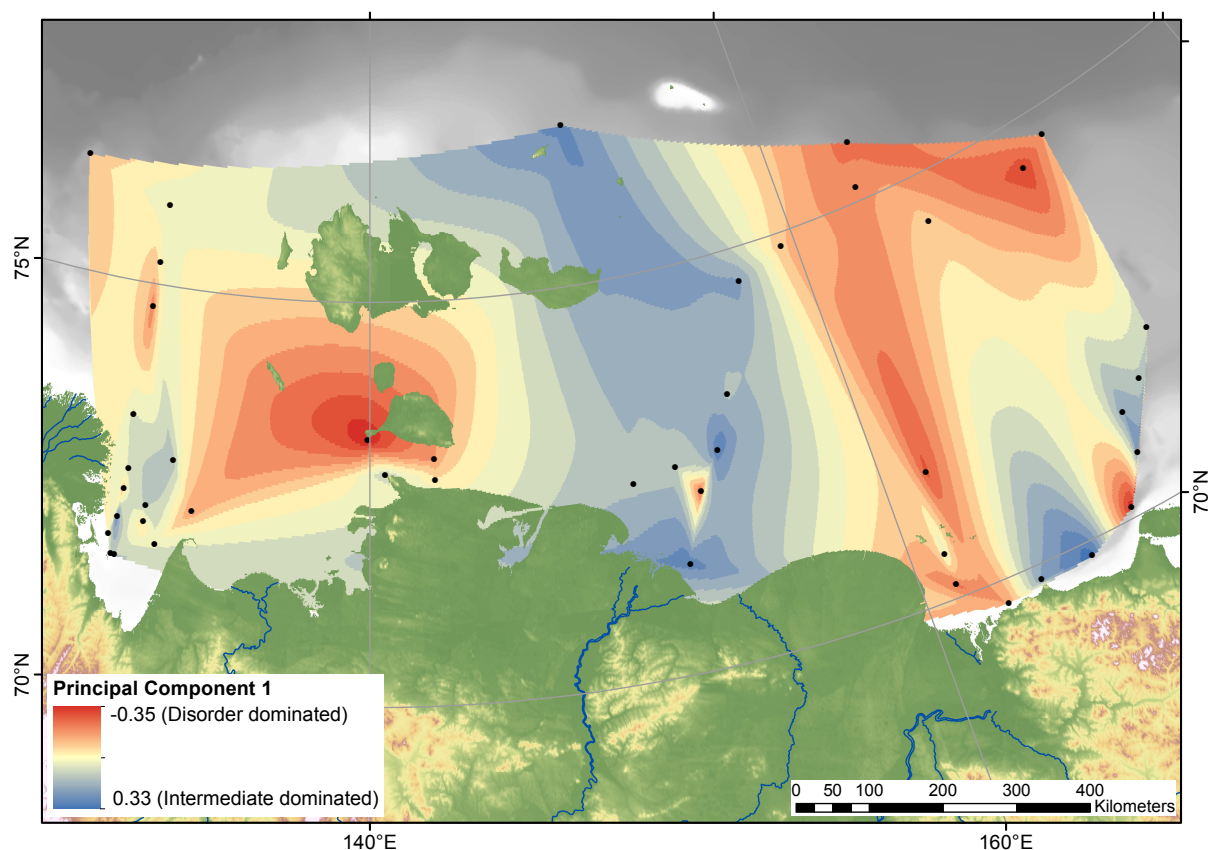 75°N
70°N
70°N
Principal Component 1
-0.35 (Disorder dominated)
0.33 (Intermediate dominated)
0 50 100 200 300 400
Kilometers
140°E
160°E